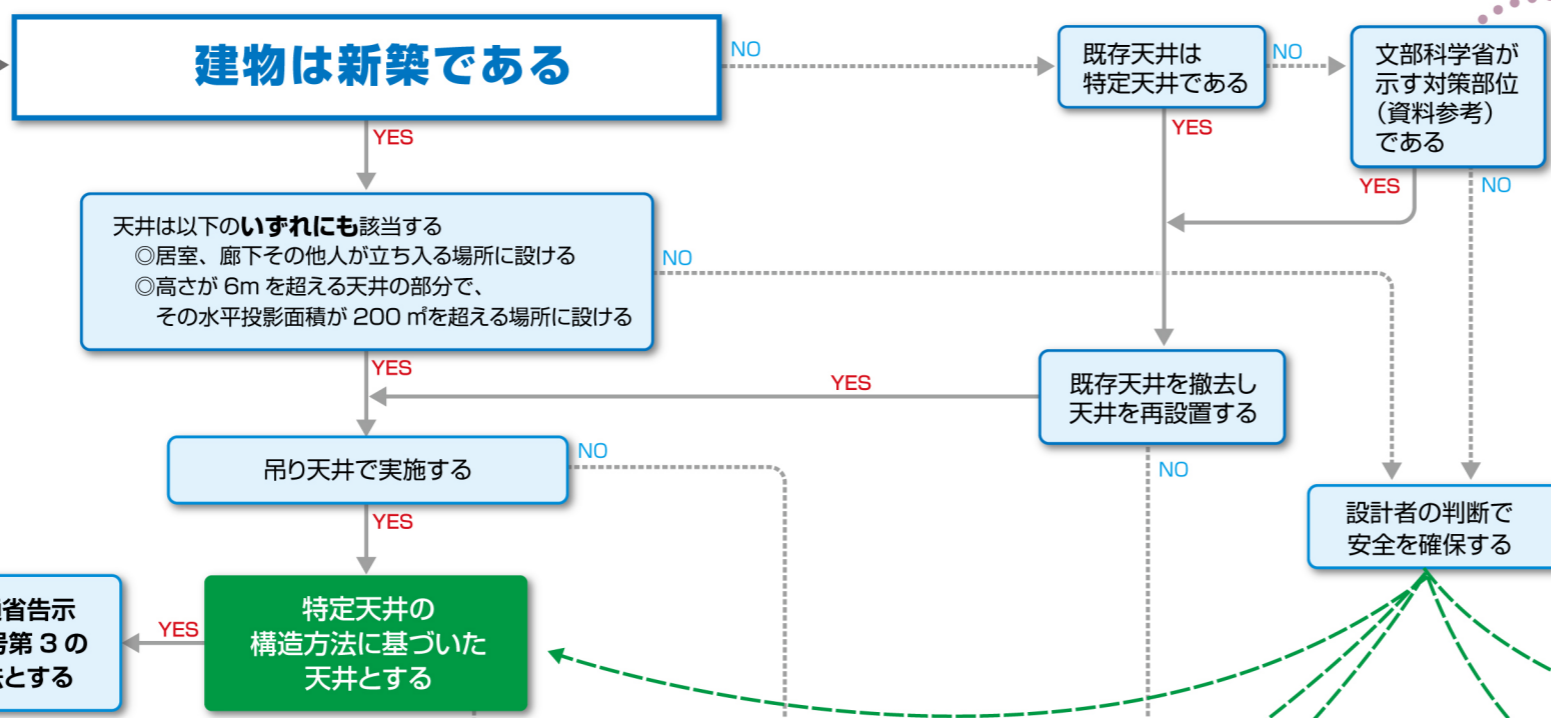 建物は新築である
NO
既存天井は
特定天井である
NO
文部科学省が
示す対策部位
（資料参考）
である
YES
YES
YES
NO
天井は以下のいずれにも該当する
◎居室、廊下その他人が立ち入る場所に設ける
◎高さが 6m を超える天井の部分で、
その水平投影面積が 200 ㎡を超える場所に設ける
NO
YES
YES
既存天井を撤去し
天井を再設置する
NO
吊り天井で実施する
NO
YES
設計者の判断で
安全を確保する
省告示
号第 3 の
とする
YES
特定天井の
構造方法に基づいた
天井とする